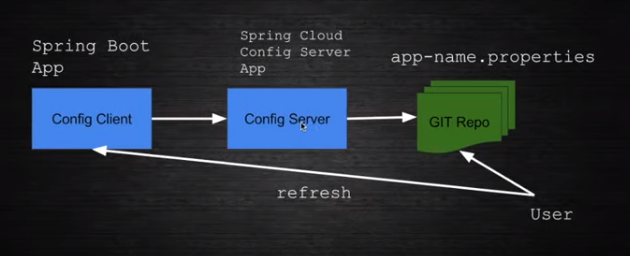 Spring Boot
App
Spring Cloud
Config Server
App
app-name.properties
Config Client
Config Server
GIT Repo
refresh
User